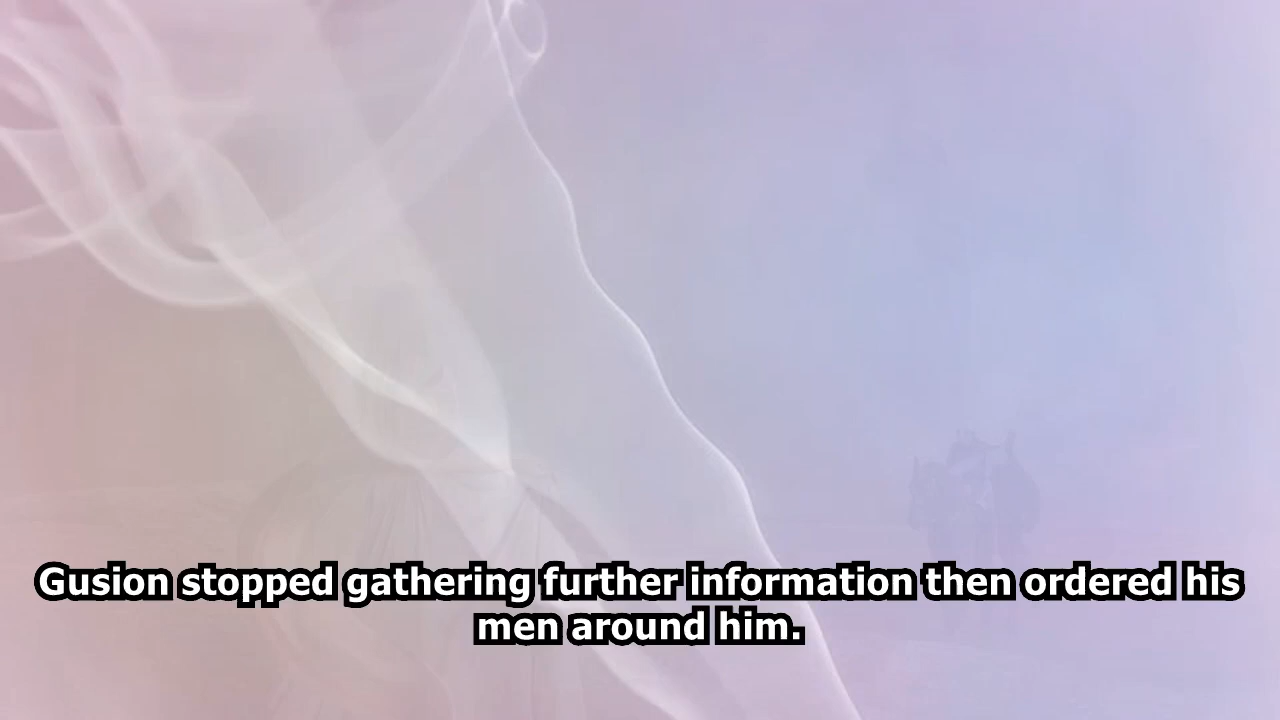 Gusion stopped gathering further information then ordered his
men around him.